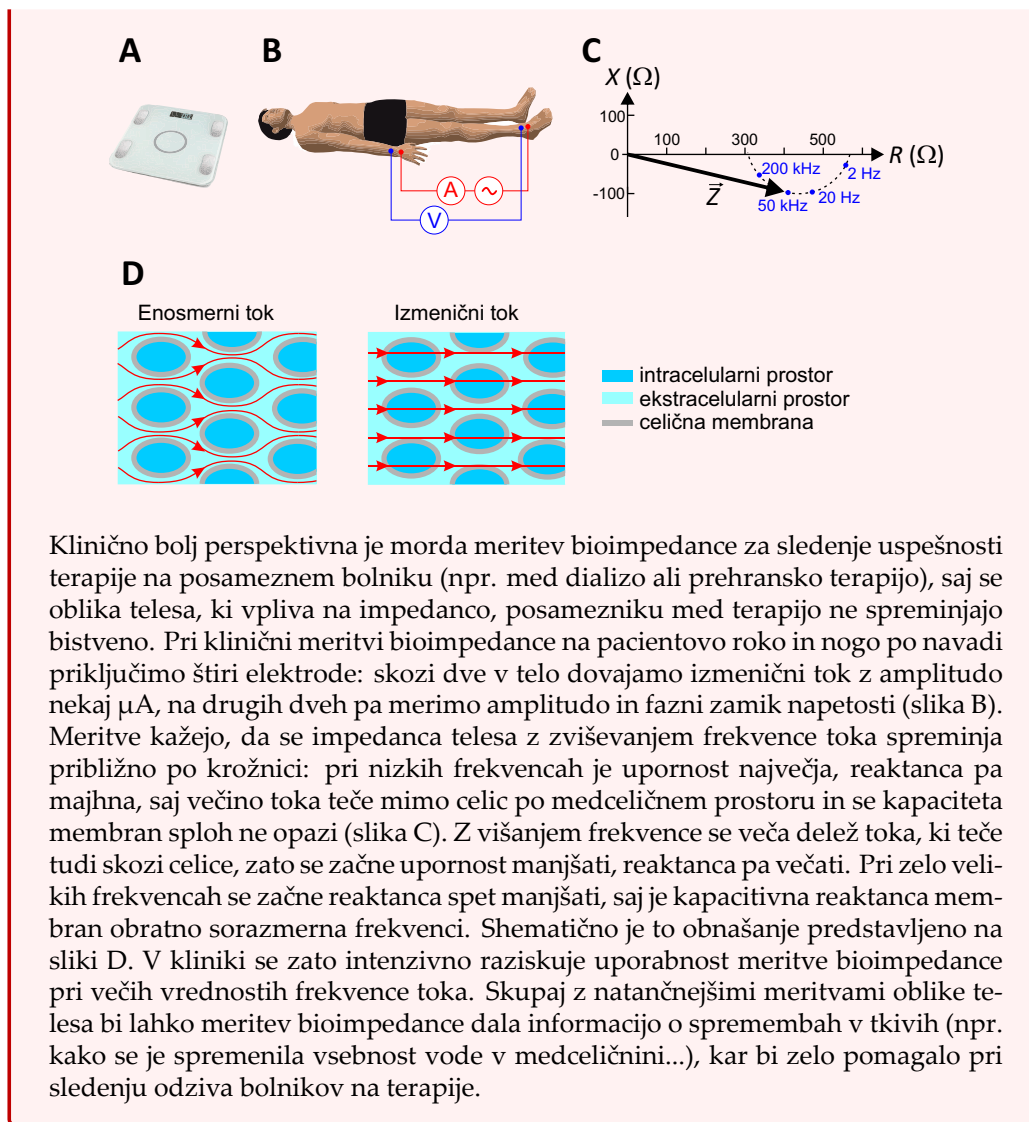 A
B
C
X (Ω)
100
0
-100
100
300
500
R (Ω)
200 kHz
2 Hz
50 kHz
20 Hz
Z
A
V
D
Enosmerni tok
Izmenični tok
intracelularni prostor
ekstracelularni prostor
celična membrana
Klinično bolj perspektivna je morda meritev bioimpedance za sledenje uspešnosti
terapije na posameznem bolniku (npr. med dializo ali prehransko terapijo), saj se
oblika telesa, ki vpliva na impedanco, posamezniku med terapijo ne spreminjajo
bistveno. Pri klinični meritvi bioimpedance na pacientovo roko in nogo po navadi
priključimo štiri elektrode: skozi dve v telo dovajamo izmenični tok z amplitudo
nekaj μA, na drugih dveh pa merimo amplitudo in fazni zamik napetosti (slika B).
Meritve kažejo, da se impedanca telesa z zviševanjem frekvence toka spreminja
približno po krožnici: pri nizkih frekvencah je upornost največja, reaktanca pa
majhna, saj večino toka teče mimo celic po medceličnem prostoru in se kapaciteta
membran sploh ne opazi (slika C). Z višanjem frekvence se veča delež toka, ki teče
tudi skozi celice, zato se začne upornost manjšati, reaktanca pa večati. Pri zelo veli-
kih frekvencah se začne reaktanca spet manjšati, saj je kapacitivna reaktanca mem-
bran obratno sorazmerna frekvenci. Shematično je to obnašanje predstavljeno na
sliki D. V kliniki se zato intenzivno raziskuje uporabnost meritve bioimpedance
pri večih vrednostih frekvence toka. Skupaj z natančnejšimi meritvami oblike te-
lesa bi lahko meritev bioimpedance dala informacijo o spremembah v tkivih (npr.
kako se je spremenila vsebnost vode v medceličnini...), kar bi zelo pomagalo pri
sledenju odziva bolnikov na terapije.